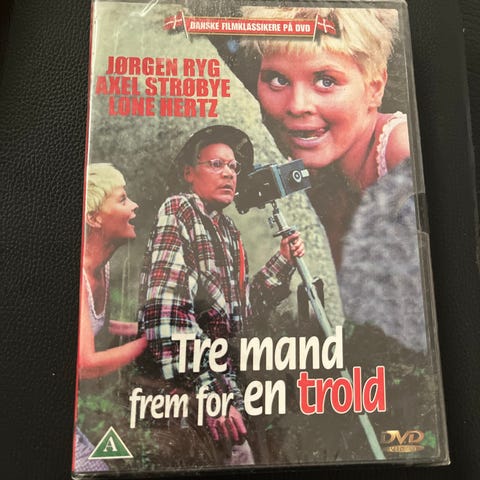 DANSKE FILMKLASSIKERE PÅ DVD
JØRGEN RYG
AXEL STRØBYE
LONE HERTZ
Tre mand
frem for en trold
A
DVD